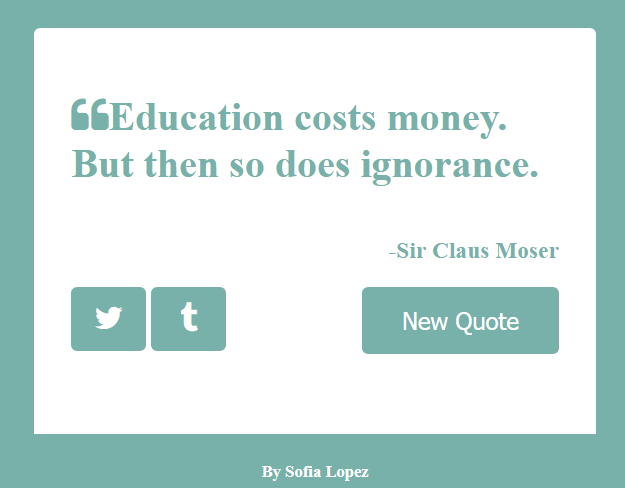 “Education costs money.
But then so does ignorance.
-Sir Claus Moser
New Quote
By Sofia Lopez